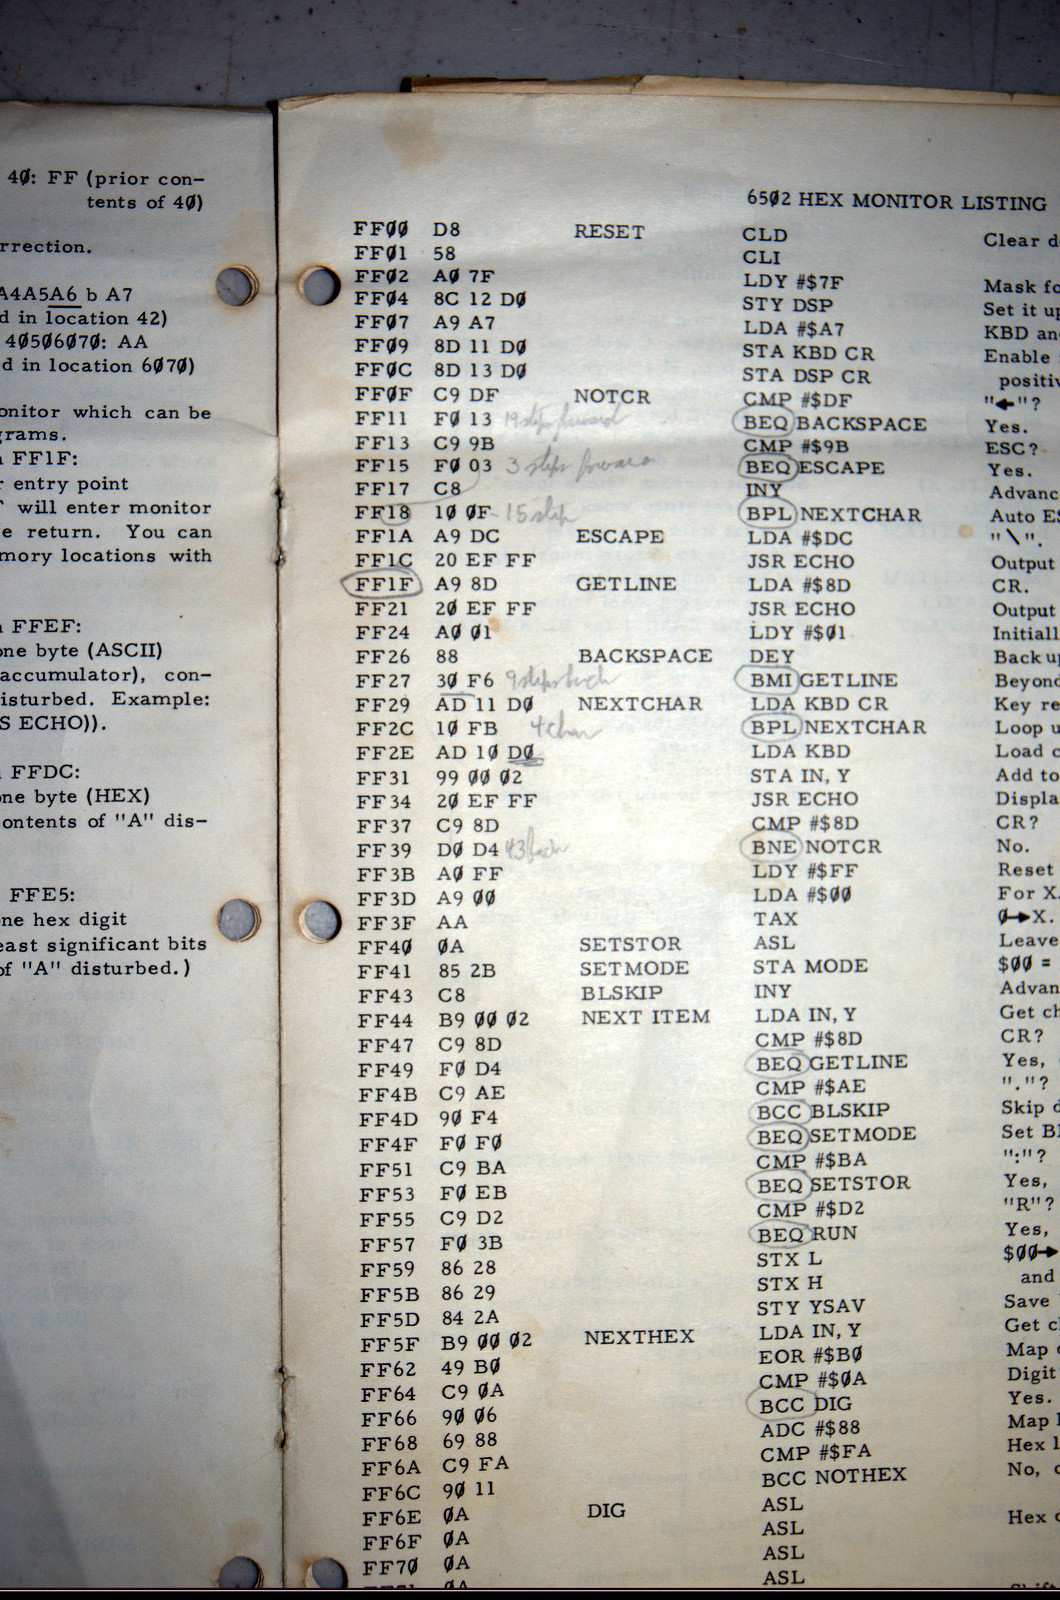 40: FF (prior con-
tents of 40)
rrection.
A4A5A6 b A7
d in location 42)
40506070: AA
d in location 6070)
onitor which can be
grams.
FF1F:
r entry point
will enter monitor
e return. You can
mory locations with
FFEF:
one byte (ASCII)
accumulator), con-
isturbed. Example:
S ECHO)).
FFDC:
one byte (HEX)
ontents of "A" dis-
FFE5:
one hex digit
east significant bits
of "A" disturbed.)
6502 HEX MONITOR LISTING
FF00 D8 RESET CLD Clear d
FF01 58 CLI
FF02 A0 7F LDY #$7F Mask fo
FF04 8C 12 D0 STY DSP Set it up
FF07 A9 A7 LDA #$A7 KBD an
FF09 8D 11 D0 STA KBD CR Enable
FF0C 8D 13 D0 STA DSP CR positiv
FF0F C9 DF NOTCR CMP #$DF "←"?
FF11 F0 13 19 steps forward BEQ BACKSPACE Yes.
FF13 C9 9B CMP #$9B ESC?
FF15 F0 03 3 steps forward BEQ ESCAPE Yes.
FF17 C8 INY Advanc
FF18 10 0F - 15 step BPL NEXTCHAR Auto ES
FF1A A9 DC ESCAPE LDA #$DC "\".
FF1C 20 EF FF JSR ECHO Output
FF1F A9 8D GETLINE LDA #$8D CR.
FF21 20 EF FF JSR ECHO Output
FF24 A0 01 LDY #$01 Initiall
FF26 88 BACKSPACE DEY Back up
FF27 30 F6 9 steps back BMI GETLINE Beyon
FF29 AD 11 D0 NEXTCHAR LDA KBD CR Key re
FF2C 10 FB 4 char BPL NEXTCHAR Loop u
FF2E AD 10 D0 LDA KBD Load c
FF31 99 00 02 STA IN, Y Add to
FF34 20 EF FF JSR ECHO Displa
FF37 C9 8D CMP #$8D CR?
FF39 D0 D4 43 back BNE NOTCR No.
FF3B A0 FF LDY #$FF Reset
FF3D A9 00 LDA #$00 For X
FF3F AA TAX 0→X.
FF40 0A SETSTOR ASL Leave
FF41 85 2B SETMODE STA MODE $00 =
FF43 C8 BLSKIP INY Advan
FF44 B9 00 02 NEXT ITEM LDA IN, Y Get ch
FF47 C9 8D CMP #$8D CR?
FF49 F0 D4 BEQ GETLINE Yes,
FF4B C9 AE CMP #$AE "."?
FF4D 90 F4 BCC BLSKIP Skip d
FF4F F0 F0 BEQ SETMODE Set Bl
FF51 C9 BA CMP #$BA ":"?
FF53 F0 EB BEQ SETSTOR Yes,
FF55 C9 D2 CMP #$D2 "R"?
FF57 F0 3B BEQ RUN Yes,
FF59 86 28 STX L $00→
FF5B 86 29 STX H and
FF5D 84 2A STY YSAV Save
FF5F B9 00 02 NEXTHEX LDA IN, Y Get c
FF62 49 B0 EOR #$B0 Map
FF64 C9 0A CMP #$0A Digit
FF66 90 06 BCC DIG Yes.
FF68 69 88 ADC #$88 Map
FF6A C9 FA CMP #$FA Hex l
FF6C 90 11 BCC NOTHEX No,
FF6E 0A DIG ASL
FF6F 0A ASL Hex
FF70 0A ASL
0A ASL